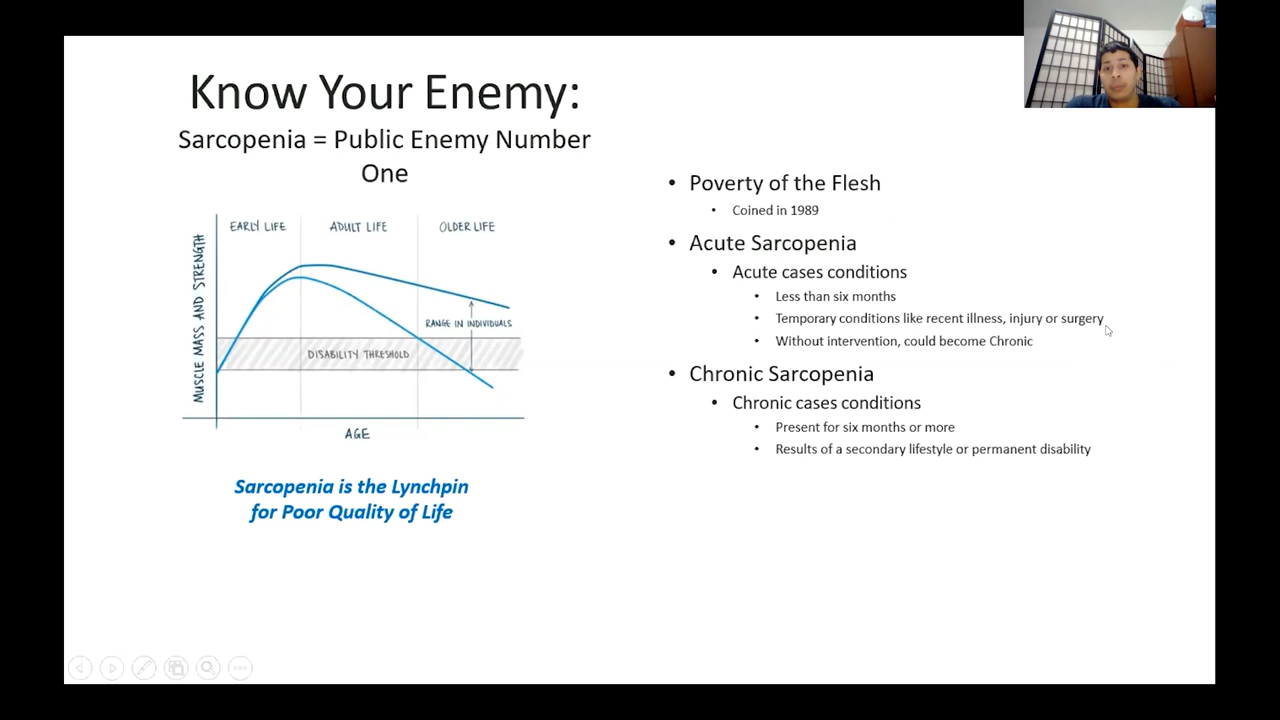 Know Your Enemy:
Sarcopenia = Public Enemy Number
One
MUSCLE MASS AND STRENGTH
EARLY LIFE
ADULT LIFE
OLDER LIFE
RANGE IN INDIVIDUALS
DISABILITY THRESHOLD
AGE
Sarcopenia is the Lynchpin
for Poor Quality of Life
• Poverty of the Flesh
• Coined in 1989
• Acute Sarcopenia
• Acute cases conditions
• Less than six months
• Temporary conditions like recent illness, injury or surgery
• Without intervention, could become Chronic
• Chronic Sarcopenia
• Chronic cases conditions
• Present for six months or more
• Results of a secondary lifestyle or permanent disability